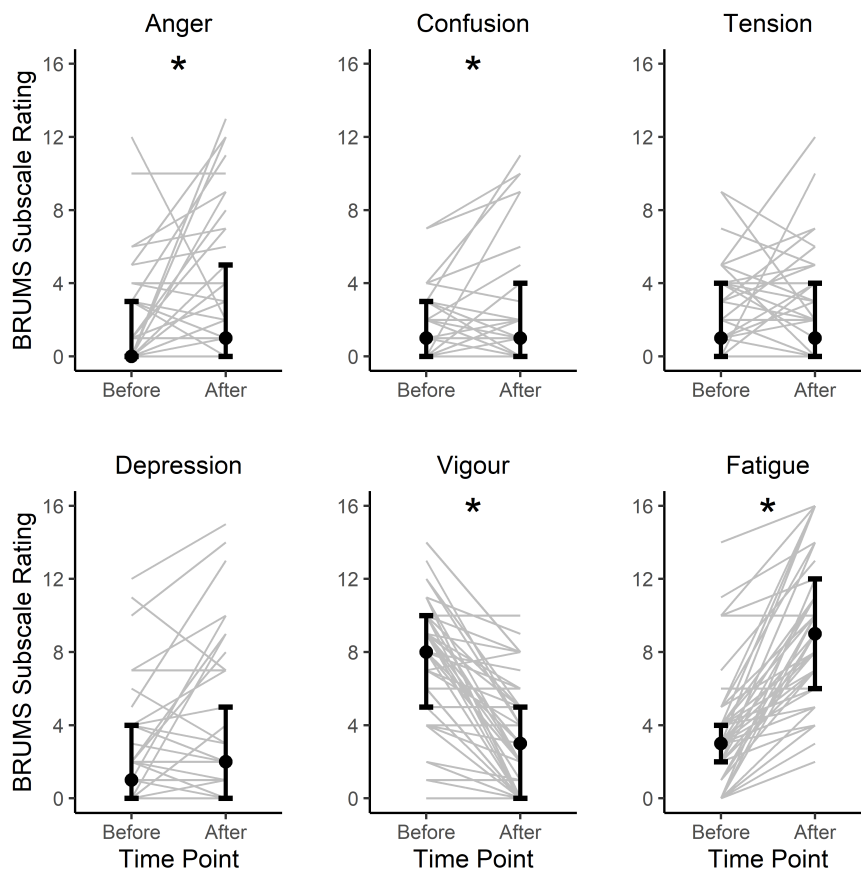 Anger Confusion Tension
* *
BRUMS Subscale Rating
16 16 16
12 12 12
8 8 8
4 4 4
0 0 0
Before After Before After Before After
Depression Vigour Fatigue
* *
BRUMS Subscale Rating
16 16 16
12 12 12
8 8 8
4 4 4
0 0 0
Before After Before After Before After
Time Point Time Point Time Point